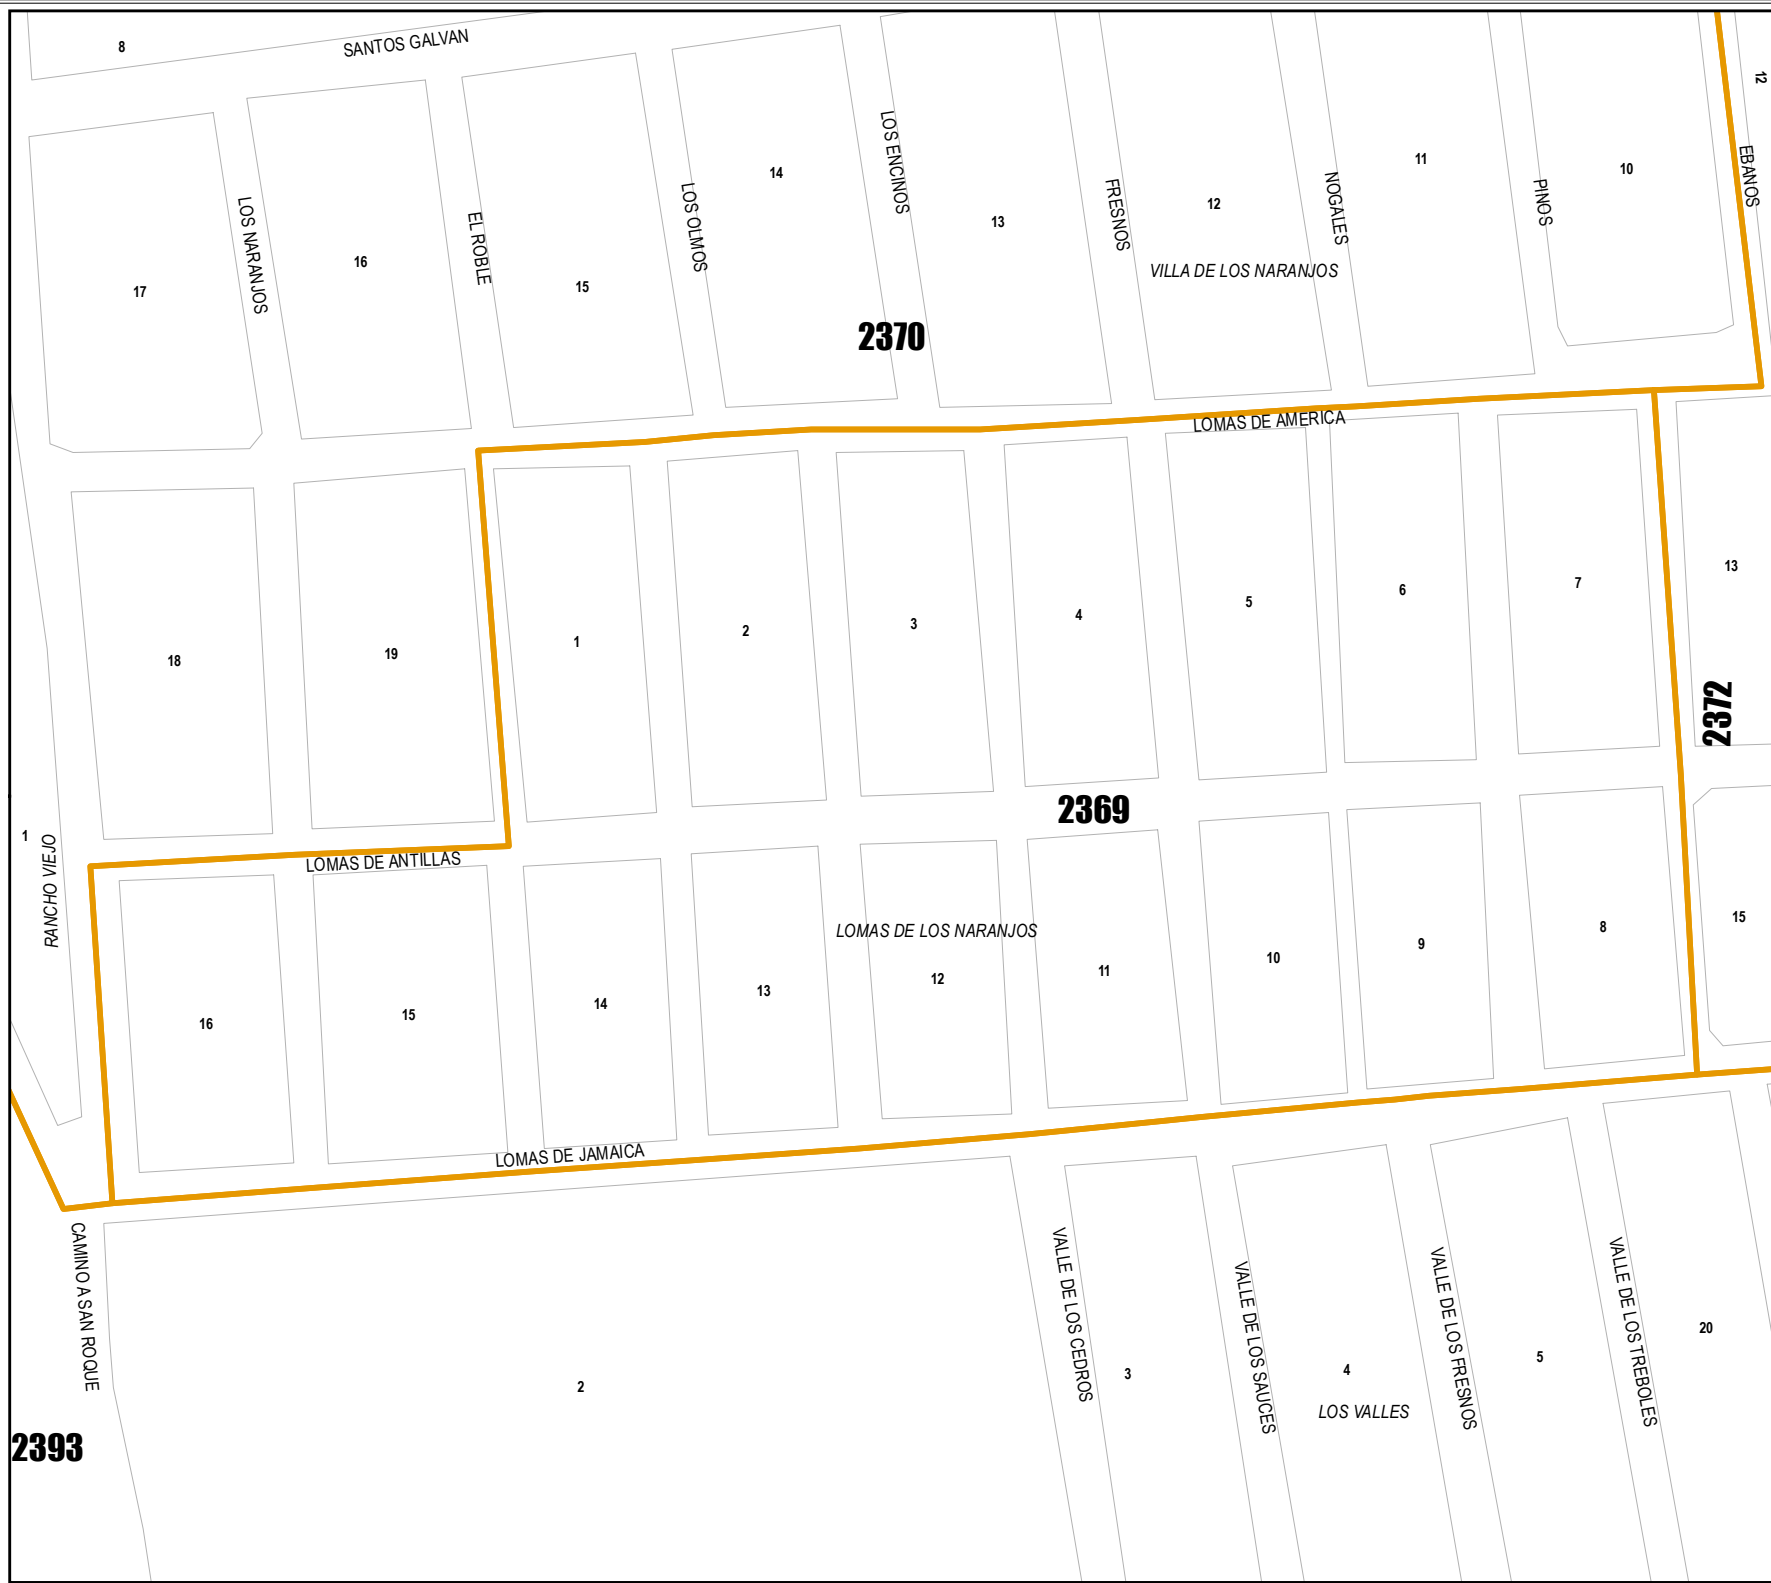 8
SANTOS GALVAN
12
EBANOS
LOS ENCINOS
14
11
10
LOS OLMOS
FRESNOS
NOGALES
PINOS
12
LOS NARANJOS
EL ROBLE
13
16
17
15
VILLA DE LOS NARANJOS
2370
LOMAS DE AMERICA
13
7
6
5
4
3
2
1
19
18
2372
2369
1
RANCHO VIEJO
LOMAS DE ANTILLAS
LOMAS DE LOS NARANJOS
15
8
9
10
11
12
13
14
15
16
LOMAS DE JAMAICA
CAMINO A SAN ROQUE
VALLE DE LOS CEDROS
VALLE DE LOS SAUCES
VALLE DE LOS FRESNOS
VALLE DE LOS TREBOLES
20
5
4
3
2
LOS VALLES
2393